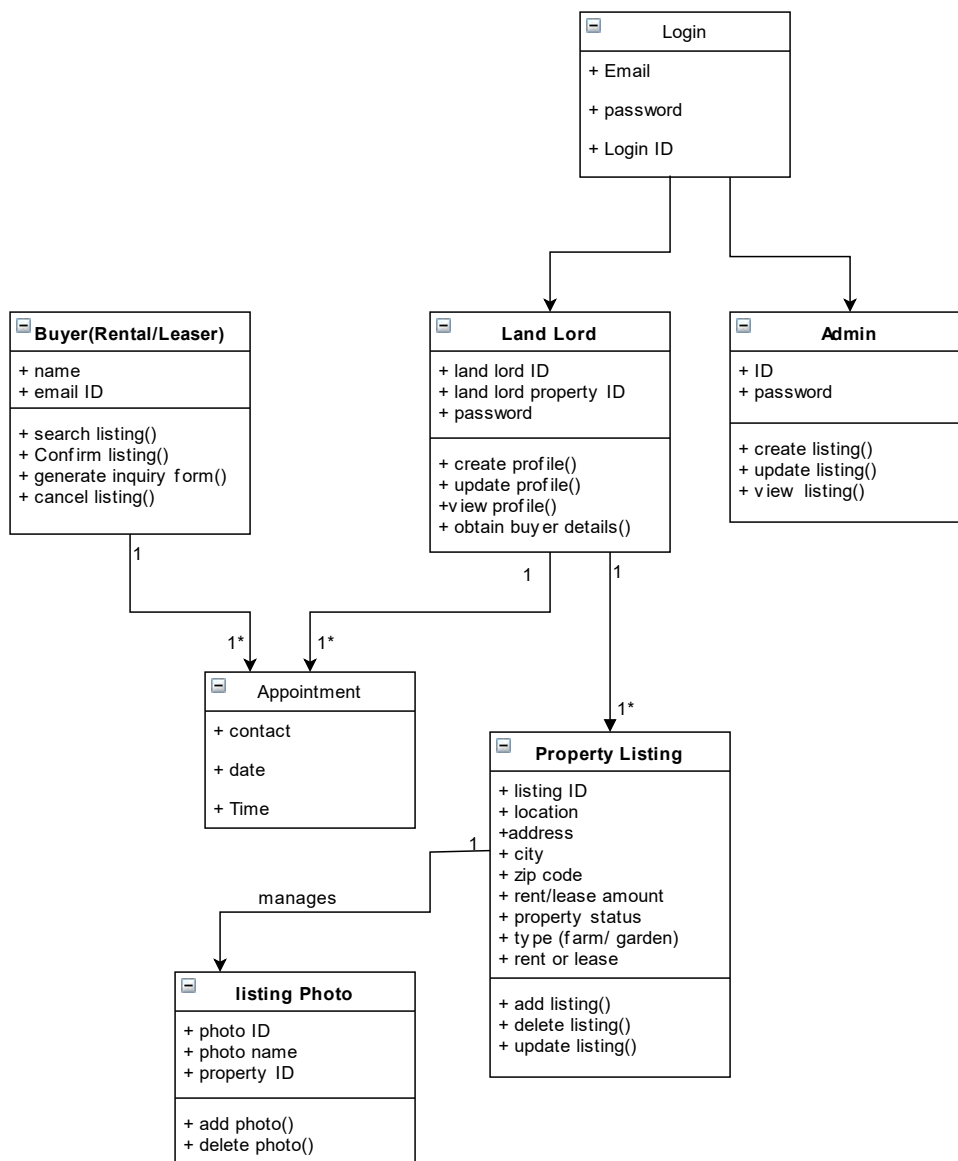 Login
+ Email
+ password
+ Login ID
Buyer(Rental/Leaser)
+ name
+ email ID
+ search listing()
+ Confirm listing()
+ generate inquiry form()
+ cancel listing()
Land Lord
+ land lord ID
+ land lord property ID
+ password
+ create profile()
+ update profile()
+view profile()
+ obtain buyer details()
Admin
+ ID
+ password
+ create listing()
+ update listing()
+ view listing()
1
1
1
1*
1*
1*
Appointment
+ contact
+ date
+ Time
Property Listing
+ listing ID
+ location
+address
+ city
+ zip code
+ rent/lease amount
+ property status
+ type (farm/ garden)
+ rent or lease
+ add listing()
+ delete listing()
+ update listing()
1
manages
listing Photo
+ photo ID
+ photo name
+ property ID
+ add photo()
+ delete photo()